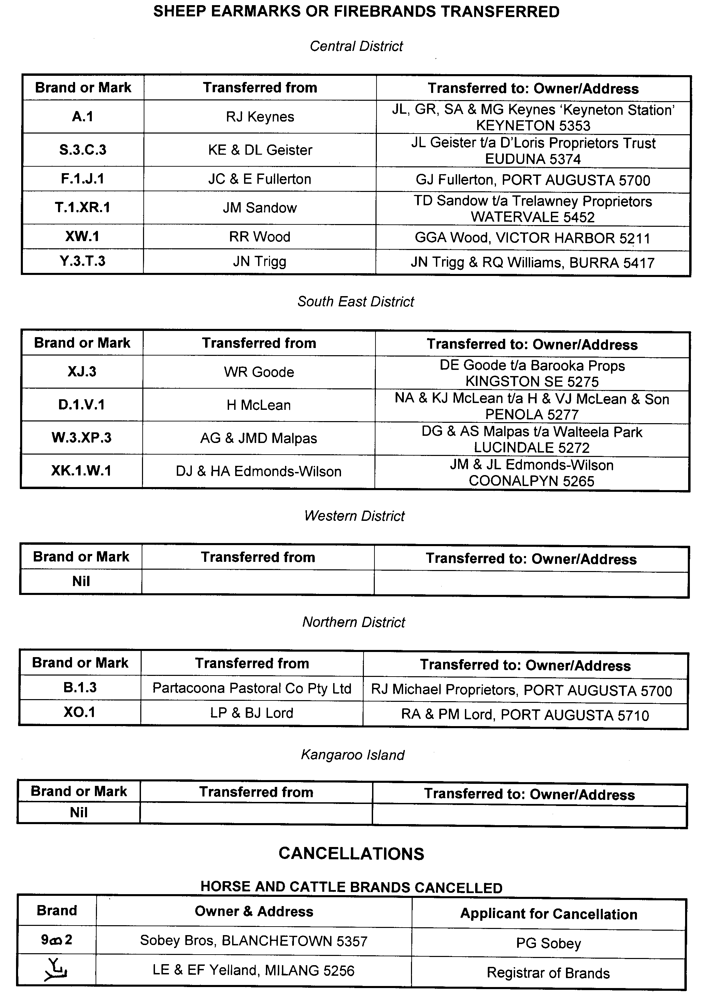 SHEEP EARMARKS OR FIREBRANDS TRANSFERRED
Central District
Brand or Mark Transferred from Transferred to: Owner/Address
A.1 RJ Keynes JL, GR, SA & MG Keynes ‘Keyneton Station’
KEYNETON 5353
S.3.C.3 KE & DL Geister JL Geister t/a D’Loris Proprietors Trust
EUDUNA 5374
F.1.J.1 JC & E Fullerton GJ Fullerton, PORT AUGUSTA 5700
T.1.XR.1 JM Sandow TD Sandow t/a Trelawney Proprietors
WATERVALE 5452
XW.1 RR Wood GGA Wood, VICTOR HARBOR 5211
Y.3.T.3 JN Trigg JN Trigg & RQ Williams, BURRA 5417
South East District
Brand or Mark Transferred from Transferred to: Owner/Address
XJ.3 WR Goode DE Goode t/a Barooka Props
KINGSTON SE 5275
D.1.V.1 H McLean NA & KJ McLean t/a H & VJ McLean & Son
PENOLA 5277
W.3.XP.3 AG & JMD Malpas DG & AS Malpas t/a Walteela Park
LUCINDALE 5272
XK.1.W.1 DJ & HA Edmonds-Wilson JM & JL Edmonds-Wilson
COONALPYN 5265
Western District
Brand or Mark Transferred from Transferred to: Owner/Address
Nil
Northern District
Brand or Mark Transferred from Transferred to: Owner/Address
B.1.3 Partacoona Pastoral Co Pty Ltd RJ Michael Proprietors, PORT AUGUSTA 5700
XO.1 LP & BJ Lord RA & PM Lord, PORT AUGUSTA 5710
Kangaroo Island
Brand or Mark Transferred from Transferred to: Owner/Address
Nil
CANCELLATIONS
HORSE AND CATTLE BRANDS CANCELLED
Brand Owner & Address Applicant for Cancellation
9 2 Sobey Bros, BLANCHETOWN 5357 PG Sobey
LE & EF Yelland, MILANG 5256 Registrar of Brands